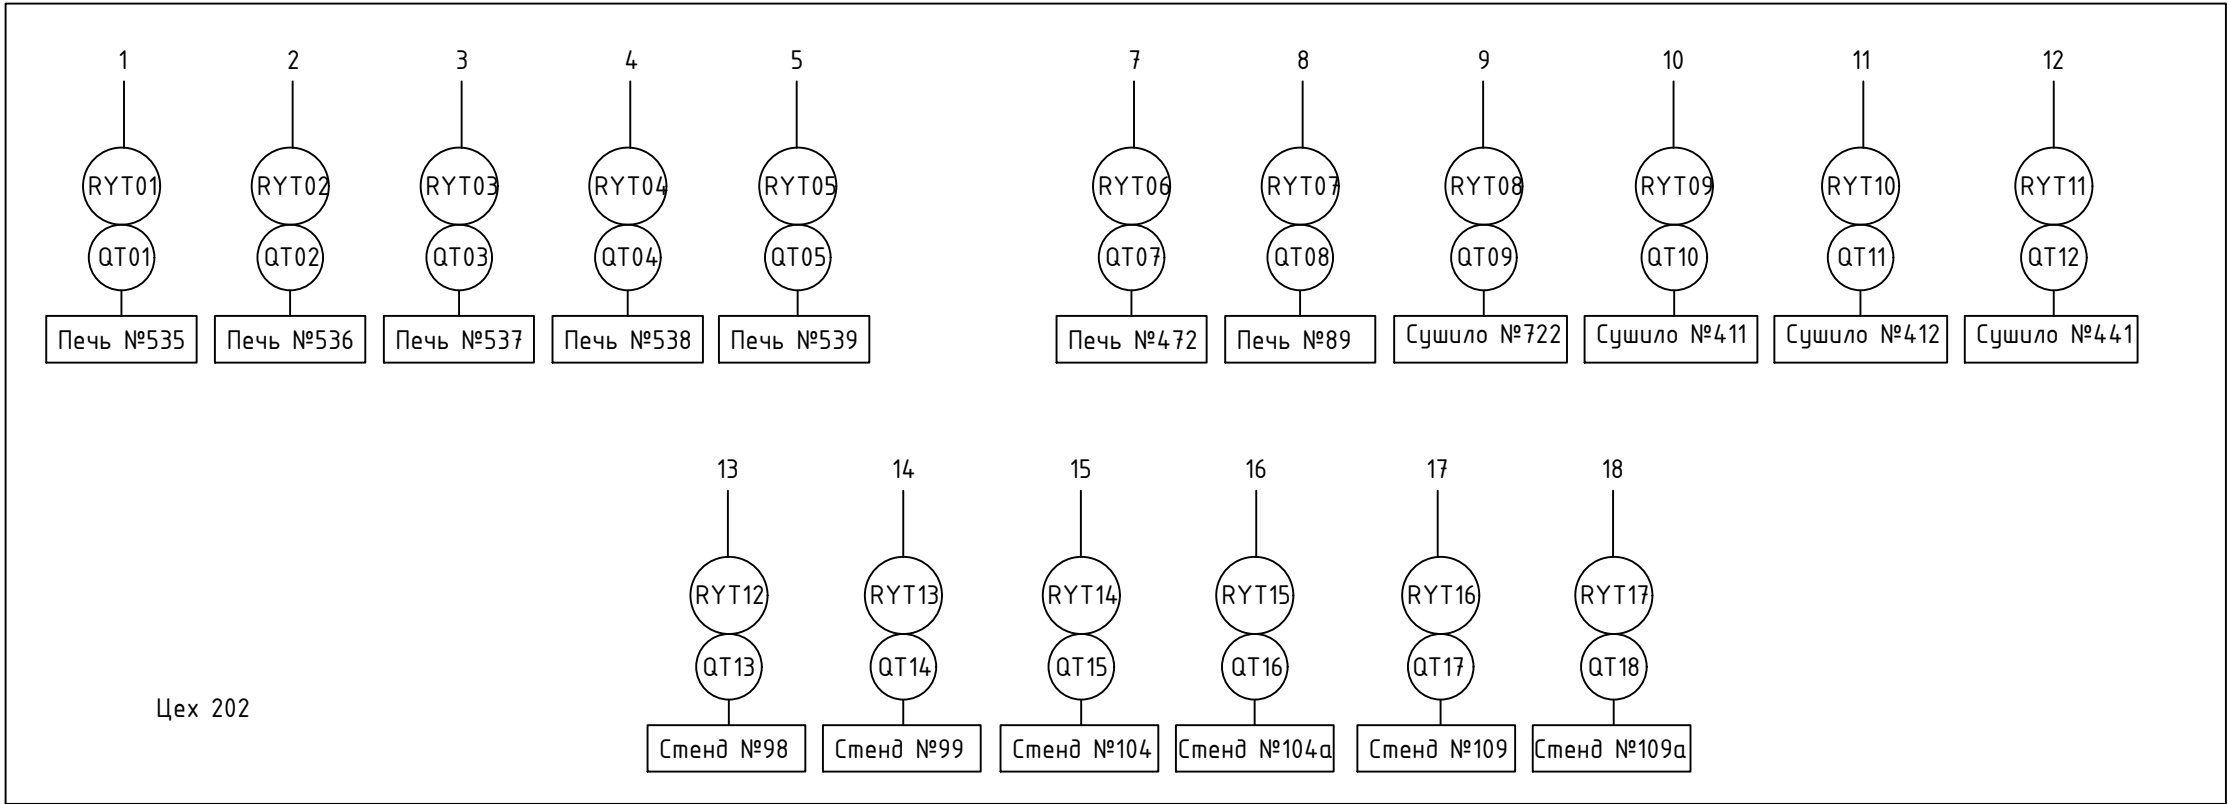 1 2 3 4 5 7 8 9 10 11 12
RYT01 RYT02 RYT03 RYT04 RYT05 RYT06 RYT07 RYT08 RYT09 RYT10 RYT11
QT01 QT02 QT03 QT04 QT05 QT07 QT08 QT09 QT10 QT11 QT12
Печь №535 Печь №536 Печь №537 Печь №538 Печь №539 Печь №472 Печь №89 Сушило №722 Сушило №411 Сушило №412 Сушило №441
13 14 15 16 17 18
RYT12 RYT13 RYT14 RYT15 RYT16 RYT17
QT13 QT14 QT15 QT16 QT17 QT18
Цех 202
Стенд №98 Стенд №99 Стенд №104 Стенд №104а Стенд №109 Стенд №109а